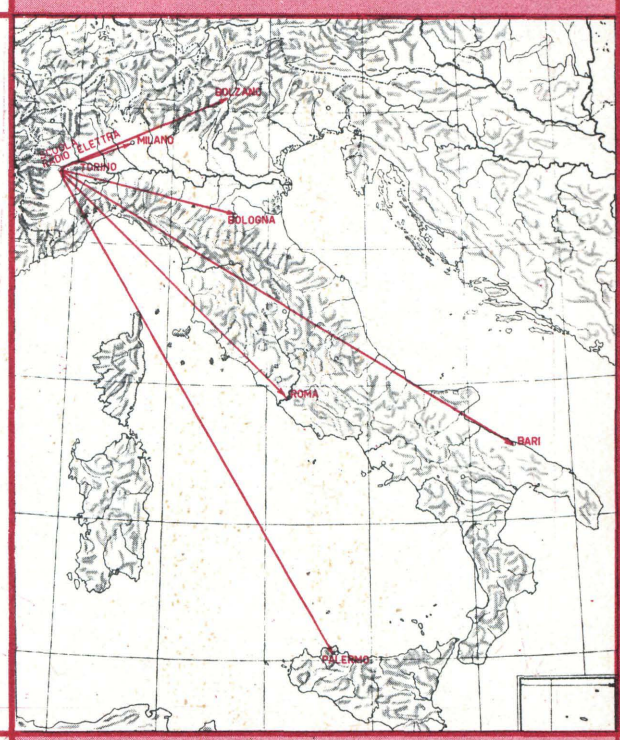 BOLZANO
SCUOLA
RADIO ELETTRA
MILANO
TORINO
BOLOGNA
ROMA
BARI
PALERMO